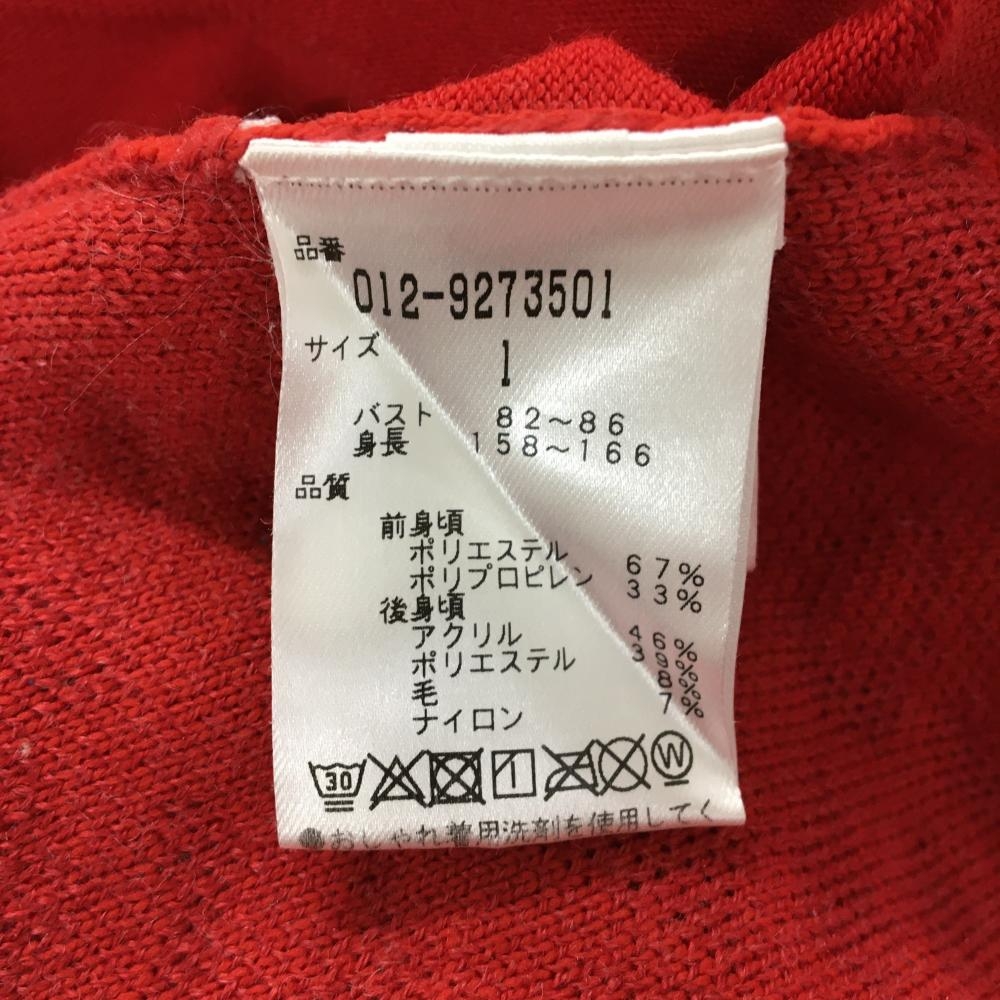 品番
012-9273501
サイズ 1
バスト 82～86
身長 158～166
品質
前身頃
ポリエステル 67%
ポリプロピレン 33%
後身頃
アクリル 46%
ポリエステル 39%
毛 8%
ナイロン 7%
30 W
●おしゃれ着用洗剤を使用してく